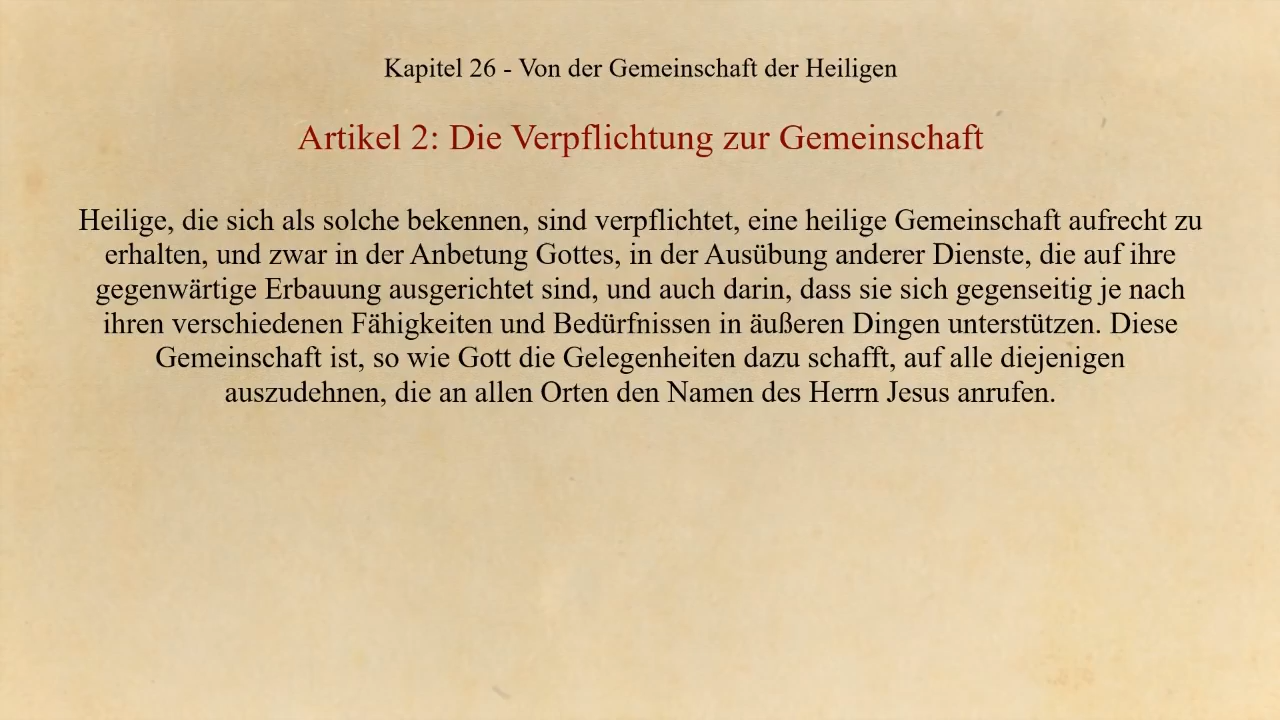 Kapitel 26 - Von der Gemeinschaft der Heiligen
Artikel 2: Die Verpflichtung zur Gemeinschaft
Heilige, die sich als solche bekennen, sind verpflichtet, eine heilige Gemeinschaft aufrecht zu
erhalten, und zwar in der Anbetung Gottes, in der Ausübung anderer Dienste, die auf ihre
gegenwärtige Erbauung ausgerichtet sind, und auch darin, dass sie sich gegenseitig je nach
ihren verschiedenen Fähigkeiten und Bedürfnissen in äußeren Dingen unterstützen. Diese
Gemeinschaft ist, so wie Gott die Gelegenheiten dazu schafft, auf alle diejenigen
auszudehnen, die an allen Orten den Namen des Herrn Jesus anrufen.